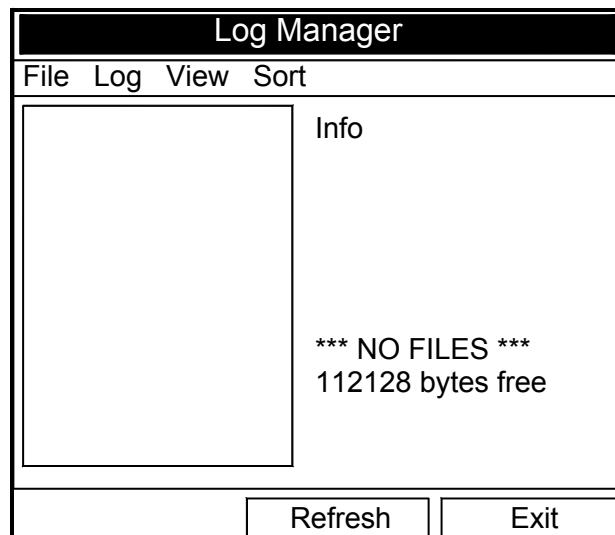 Log Manager
File Log View Sort
Info
*** NO FILES ***
112128 bytes free
Refresh Exit